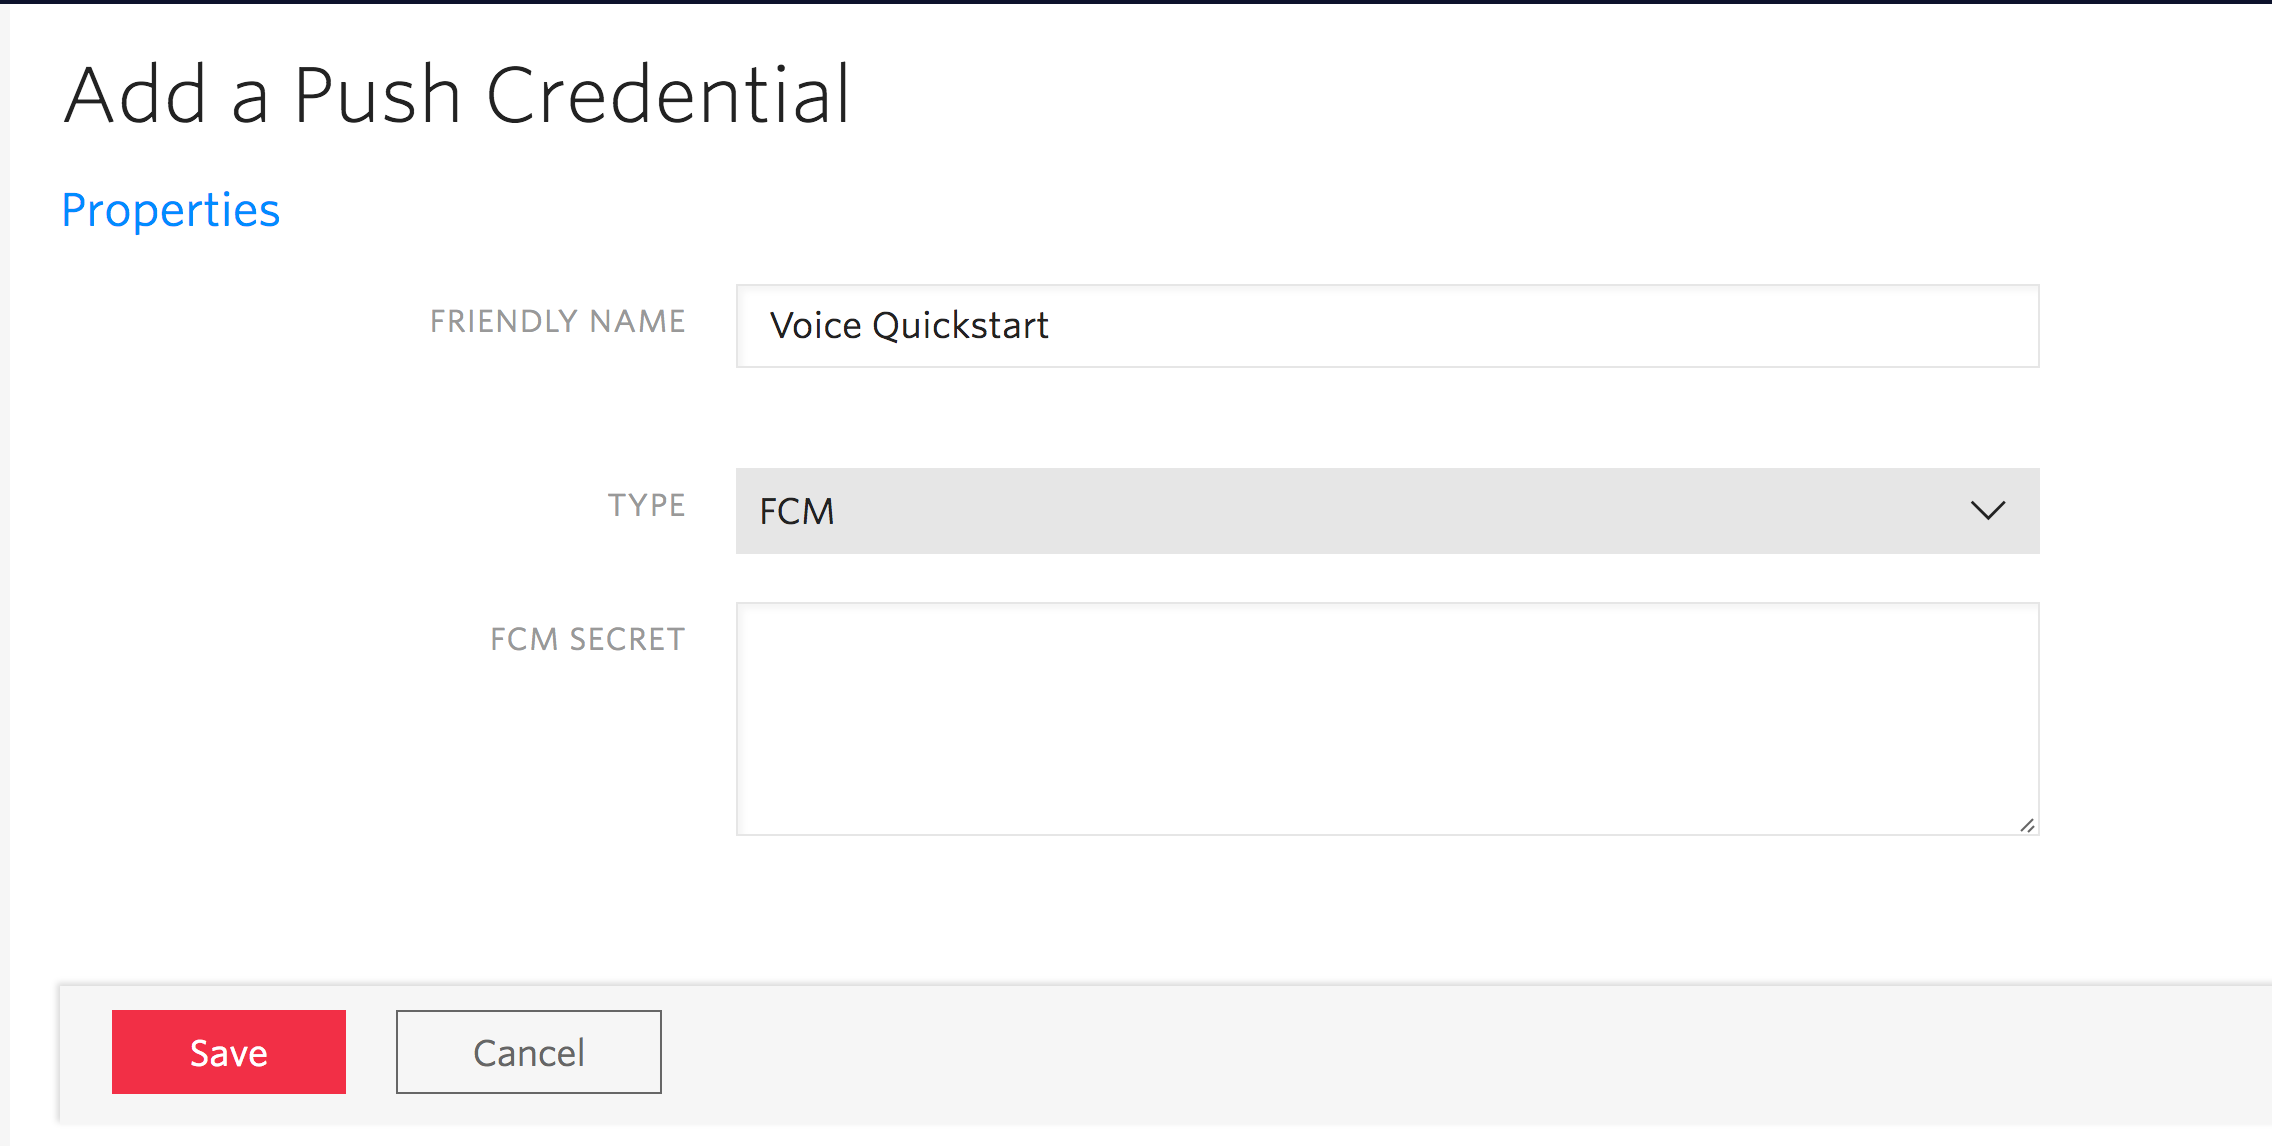 Add a Push Credential
Properties
FRIENDLY NAME
Voice Quickstart
TYPE
FCM
FCM SECRET
Save
Cancel